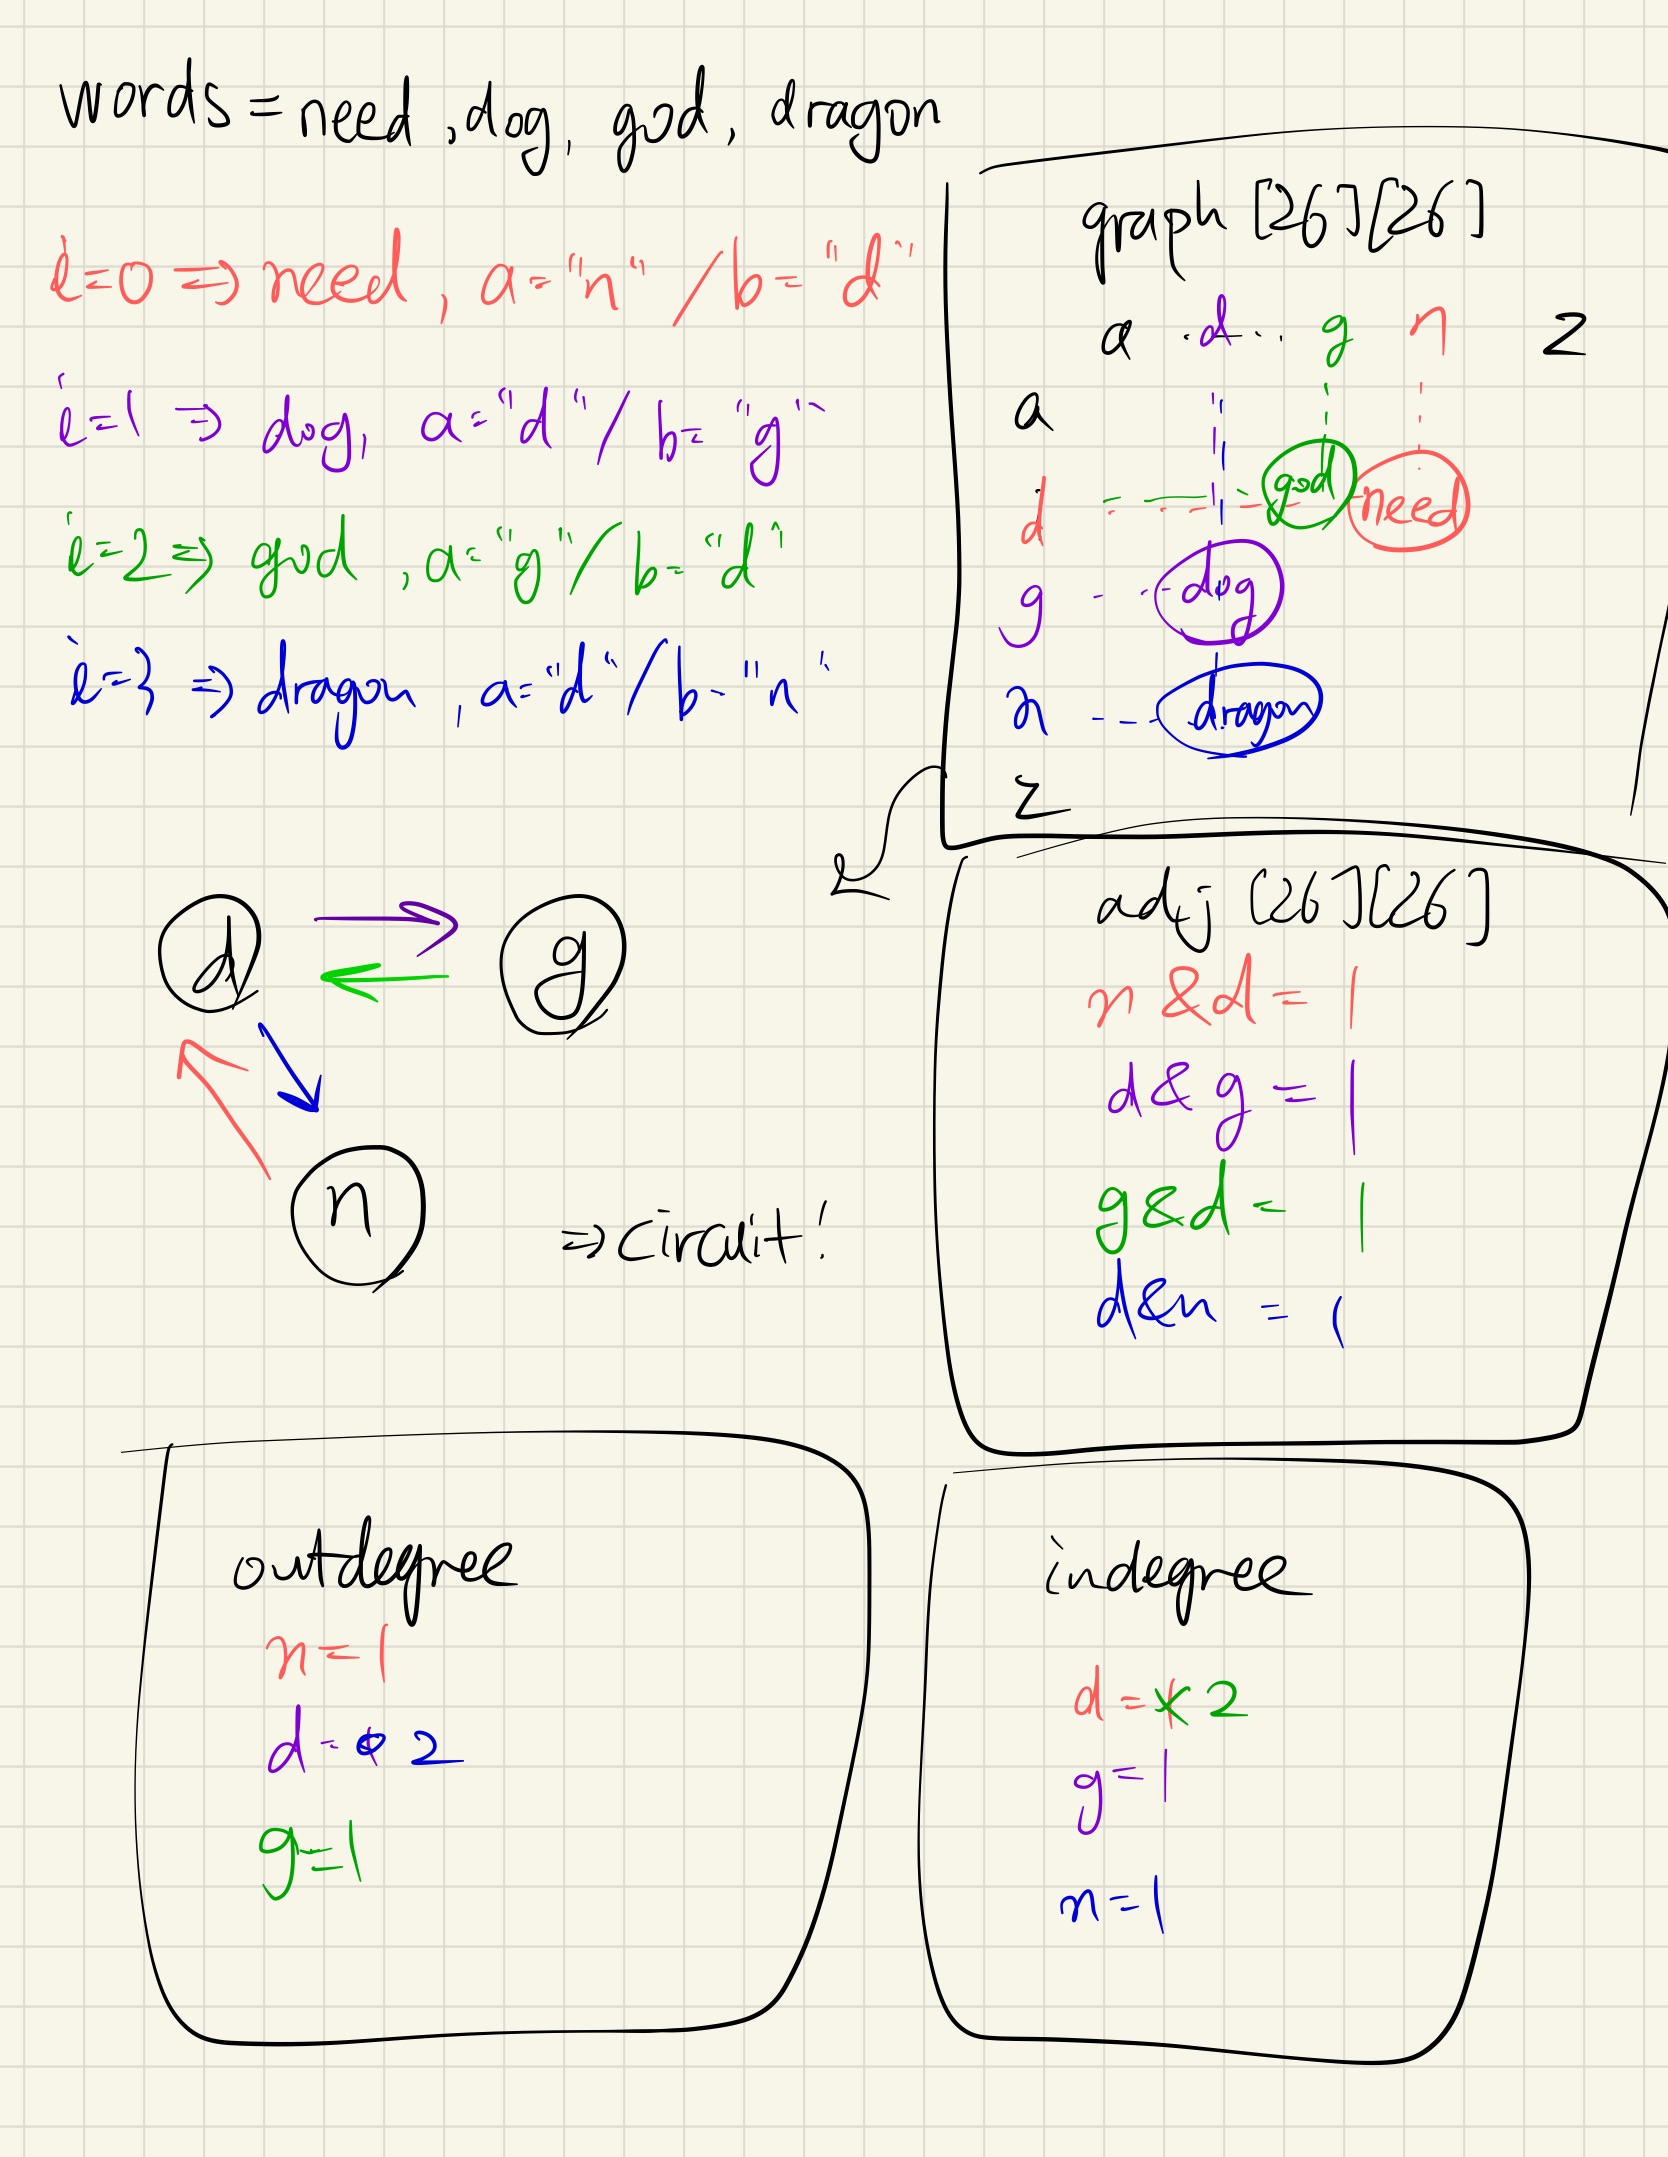 words = need, dog, god, dragon
i=0 => need, a="n" / b="d"
i=1 => dog, a="d" / b="g"
i=2 => god, a="g" / b="d"
i=3 => dragon, a="d" / b="n"
graph [26][26]
a ..d.. g n z
a
d god need
g dog
n dragon
z
d g
n
=> circuit!
adj [26][26]
n & d = 1
d & g = 1
g & d = 1
d & n = 1
outdegree
n = 1
d = 1 2
g = 1
indegree
d = 1 2
g = 1
n = 1